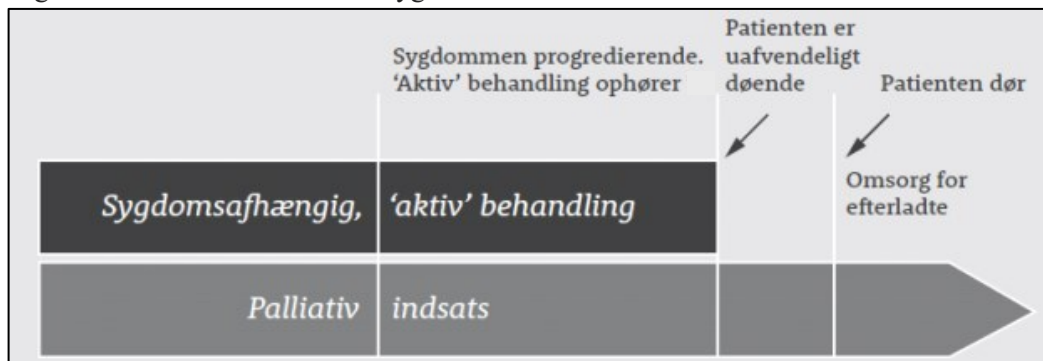 Sygdommen progredierende.
'Aktiv' behandling ophører
Patienten er
uafvendeligt
døende
Patienten dør
Omsorg for
efterladte
Sygdomsafhængig, 'aktiv' behandling
Palliativ indsats